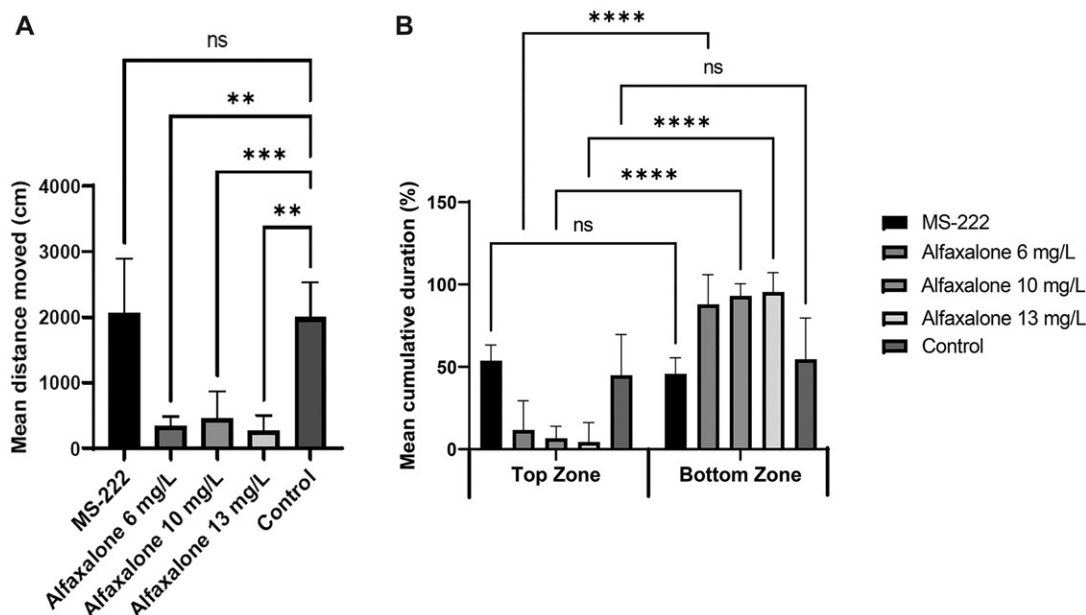 A
ns
**
***
**
Mean distance moved (cm)
4000
3000
2000
1000
0
MS-222
Alfaxalone 6 mg/L
Alfaxalone 10 mg/L
Alfaxalone 13 mg/L
Control
B
****
ns
****
****
ns
Mean cumulative duration (%)
150
100
50
0
Top Zone
Bottom Zone
MS-222
Alfaxalone 6 mg/L
Alfaxalone 10 mg/L
Alfaxalone 13 mg/L
Control